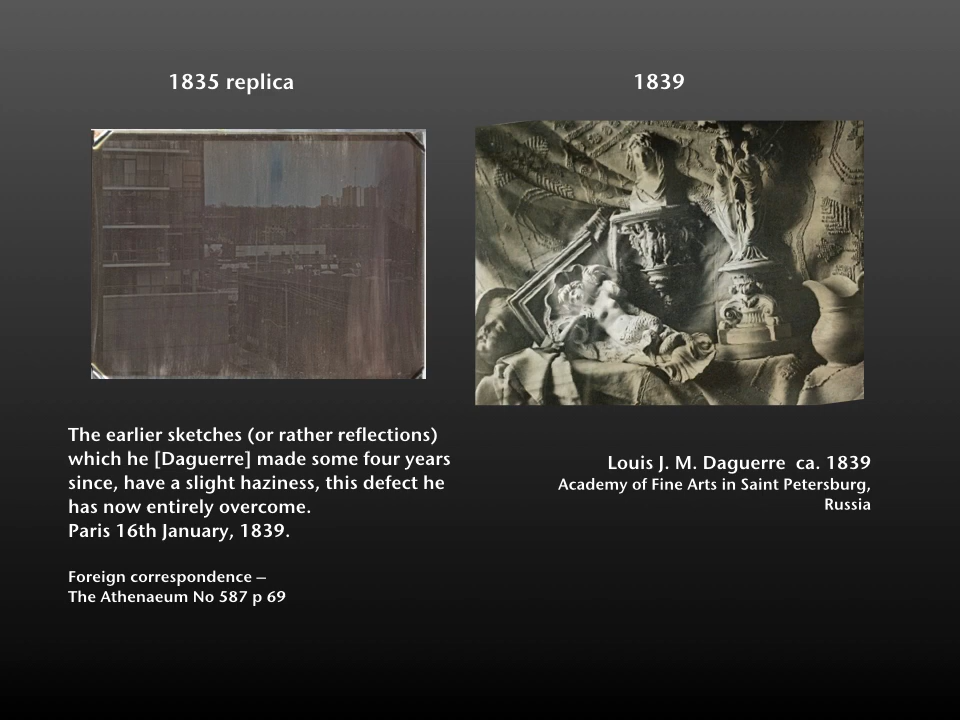 1835 replica
1839
The earlier sketches (or rather reflections)
which he [Daguerre] made some four years
since, have a slight haziness, this defect he
has now entirely overcome.
Paris 16th January, 1839.
Foreign correspondence –
The Athenaeum No 587 p 69
Louis J. M. Daguerre  ca. 1839
Academy of Fine Arts in Saint Petersburg,
Russia